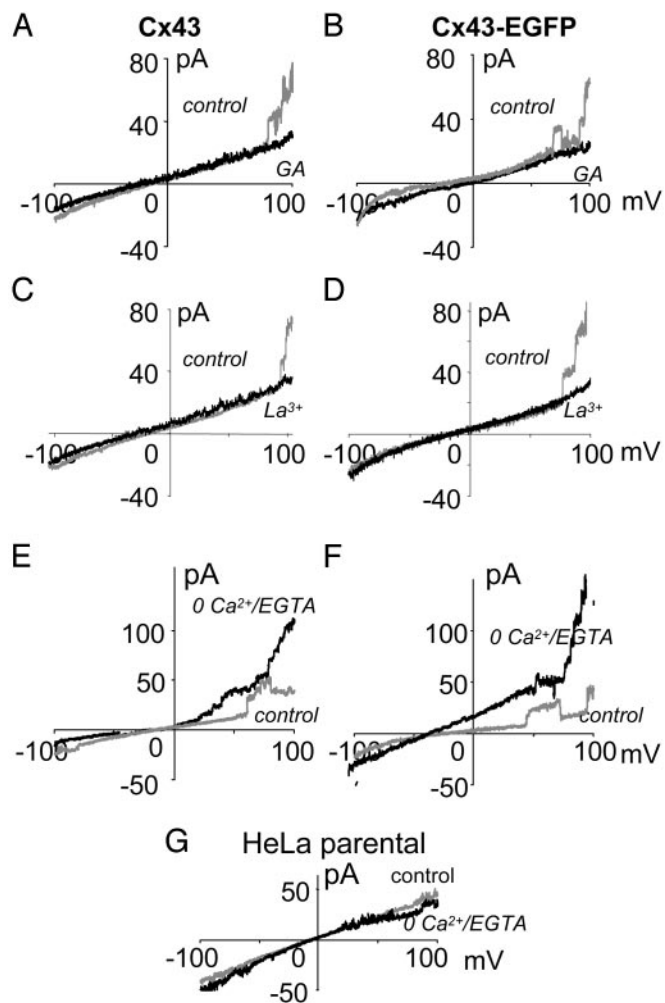 A Cx43
B Cx43-EGFP
80 pA
control
40
GA
-100 0 100
-40
80 pA
control
40
GA
-100 0 100 mV
-40
C
80 pA
control
40
La³⁺
-100 0 100
-40
D
80 pA
control
40
La³⁺
-100 0 100 mV
-40
E
pA
0 Ca²⁺/EGTA
100
50
control
-100 0 100
-50
F
pA
0 Ca²⁺/EGTA
100
50
control
-100 0 100 mV
-50
G HeLa parental
pA
control
50
0 Ca²⁺/EGTA
-100 0 100 mV
-50